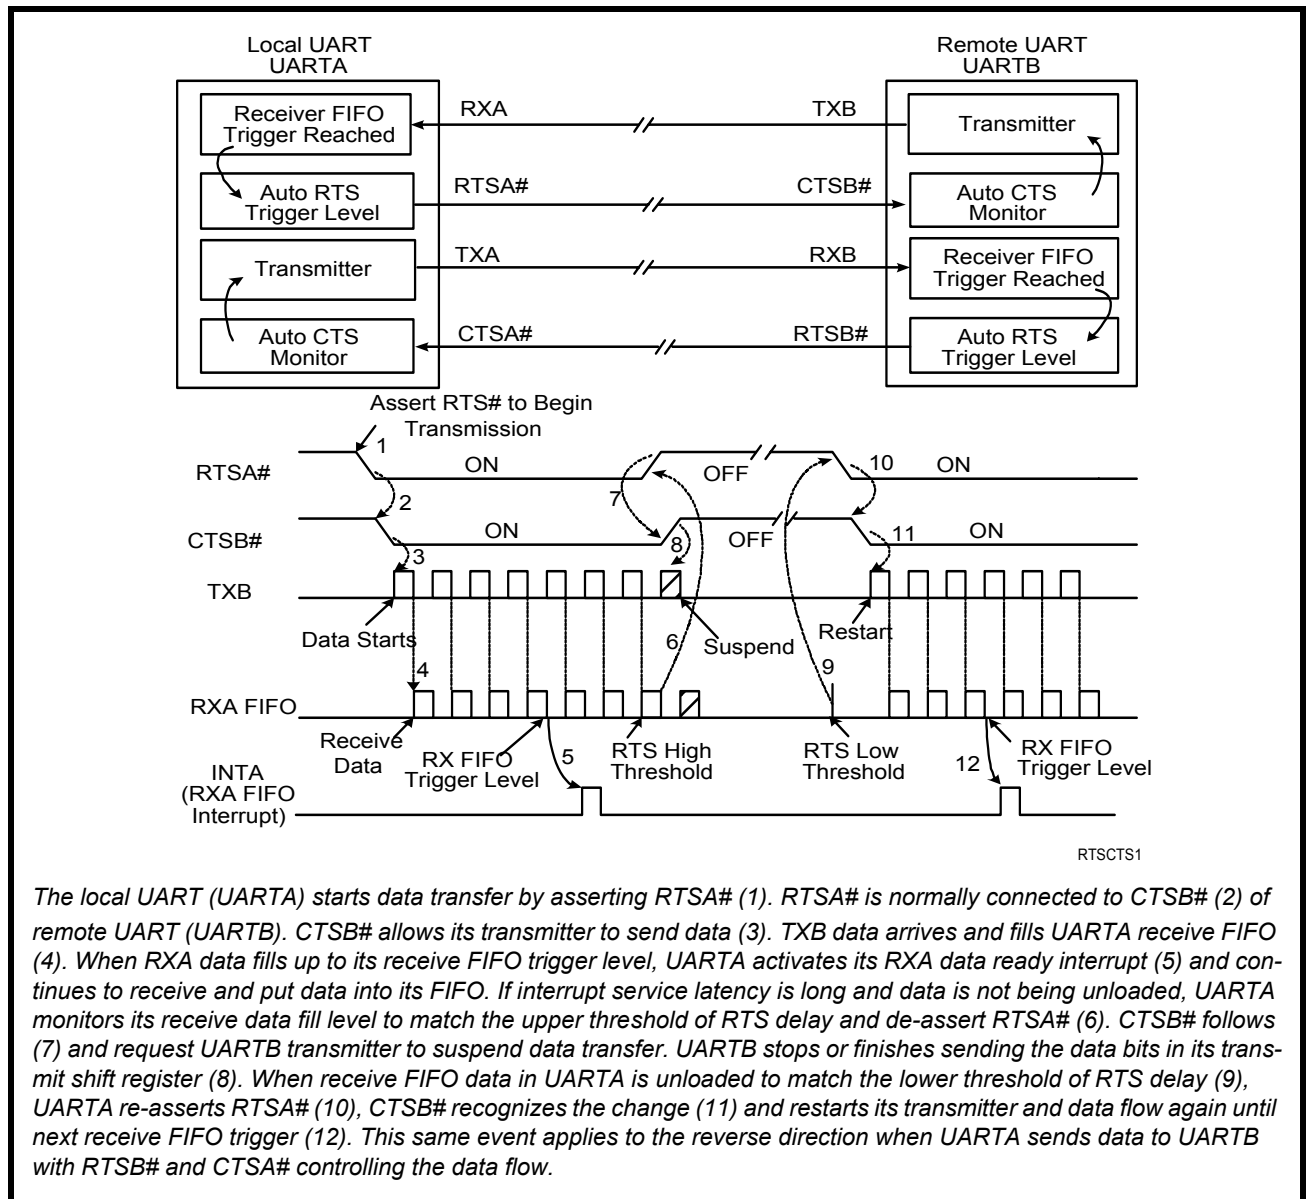 Local UART
UARTA
Remote UART
UARTB
Receiver FIFO
Trigger Reached
RXA
TXB
Transmitter
Auto RTS
Trigger Level
RTSA#
CTSB#
Auto CTS
Monitor
Transmitter
TXA
RXB
Receiver FIFO
Trigger Reached
Auto CTS
Monitor
CTSA#
RTSB#
Auto RTS
Trigger Level
Assert RTS# to Begin
Transmission
1
RTSA#
ON
OFF
10
ON
2
7
CTSB#
ON
8
OFF
11
ON
3
TXB
Data Starts
6
Suspend
Restart
4
9
RXA FIFO
Receive
Data
RX FIFO
Trigger Level
5
RTS High
Threshold
RTS Low
Threshold
12
RX FIFO
Trigger Level
INTA
(RXA FIFO
Interrupt)
RTSCTS1
The local UART (UARTA) starts data transfer by asserting RTSA# (1). RTSA# is normally connected to CTSB# (2) of
remote UART (UARTB). CTSB# allows its transmitter to send data (3). TXB data arrives and fills UARTA receive FIFO
(4). When RXA data fills up to its receive FIFO trigger level, UARTA activates its RXA data ready interrupt (5) and con-
tinues to receive and put data into its FIFO. If interrupt service latency is long and data is not being unloaded, UARTA
monitors its receive data fill level to match the upper threshold of RTS delay and de-assert RTSA# (6). CTSB# follows
(7) and request UARTB transmitter to suspend data transfer. UARTB stops or finishes sending the data bits in its trans-
mit shift register (8). When receive FIFO data in UARTA is unloaded to match the lower threshold of RTS delay (9),
UARTA re-asserts RTSA# (10), CTSB# recognizes the change (11) and restarts its transmitter and data flow again until
next receive FIFO trigger (12). This same event applies to the reverse direction when UARTA sends data to UARTB
with RTSB# and CTSA# controlling the data flow.